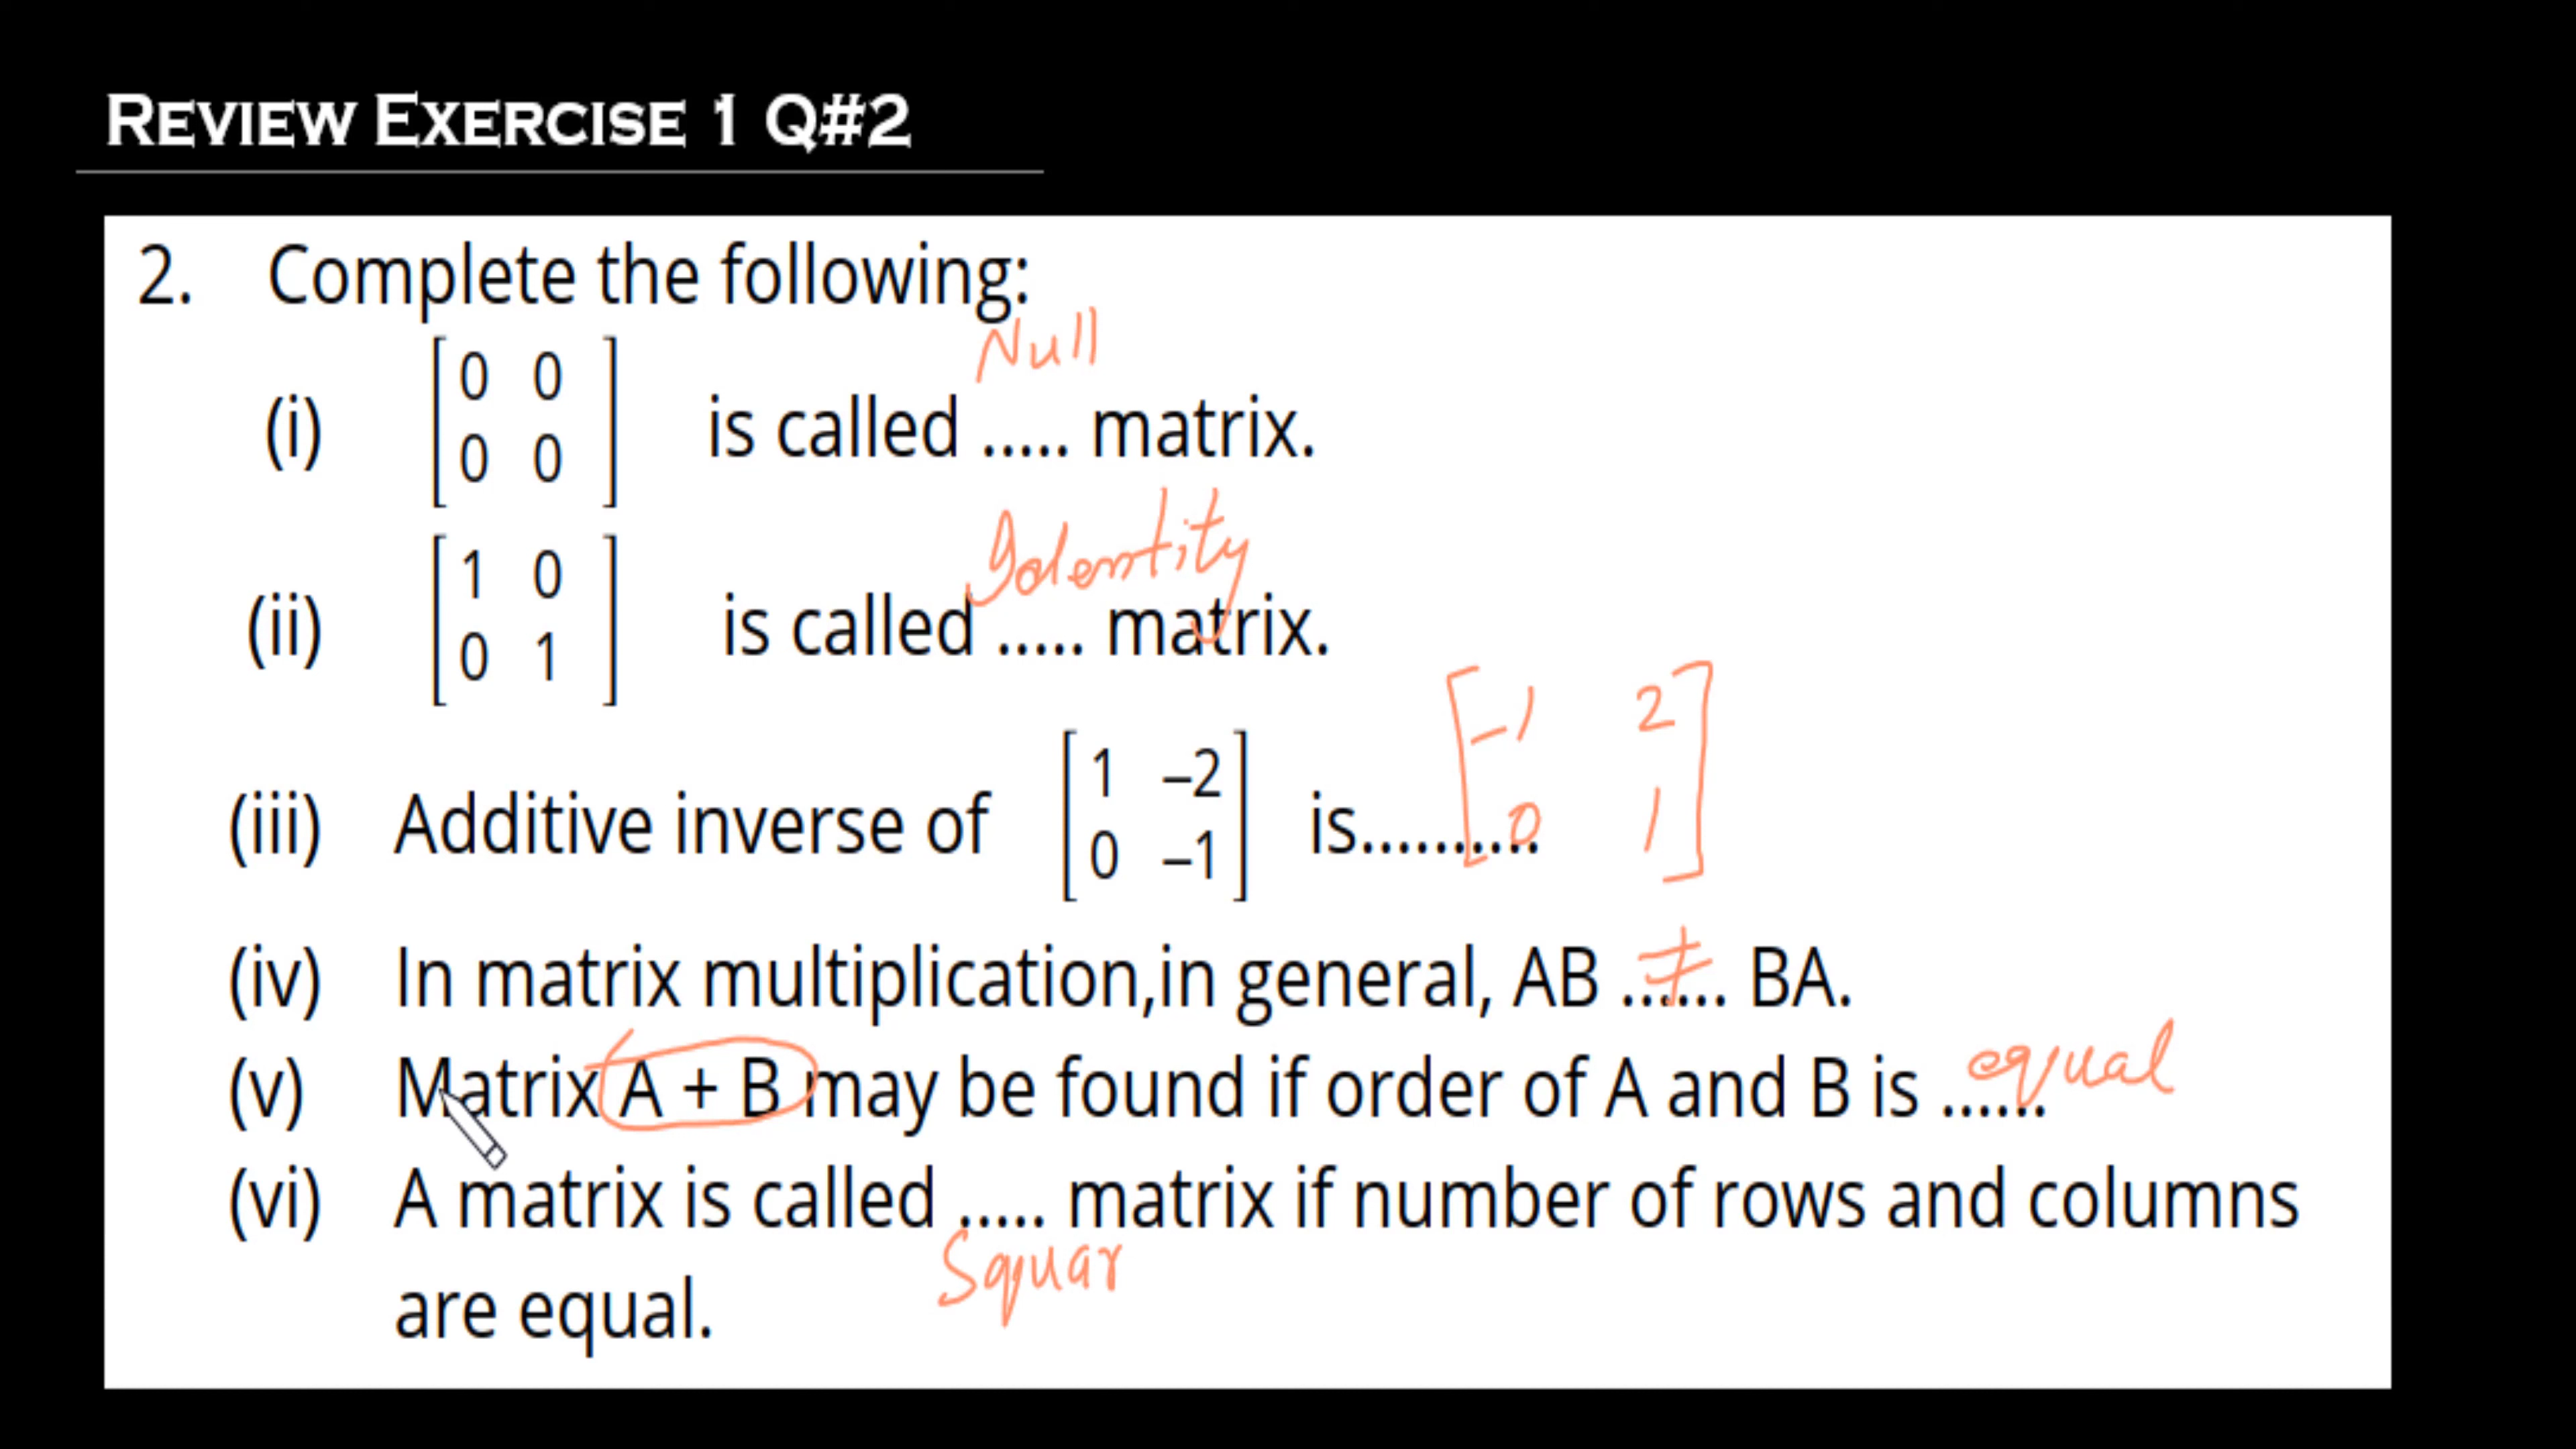 REVIEW EXERCISE 1 Q#2
2. Complete the following:
Null
(i) [ 0 0
0 0 ] is called ..... matrix.
Identity
(ii) [ 1 0
0 1 ] is called ..... matrix.
(iii) Additive inverse of [ 1 –2
0 –1 ] is.......... [ -1 2
0 1 ]
(iv) In matrix multiplication,in general, AB ...... BA. ≠
(v) Matrix A + B may be found if order of A and B is ...... equal
(vi) A matrix is called ..... matrix if number of rows and columns
Squar
are equal.